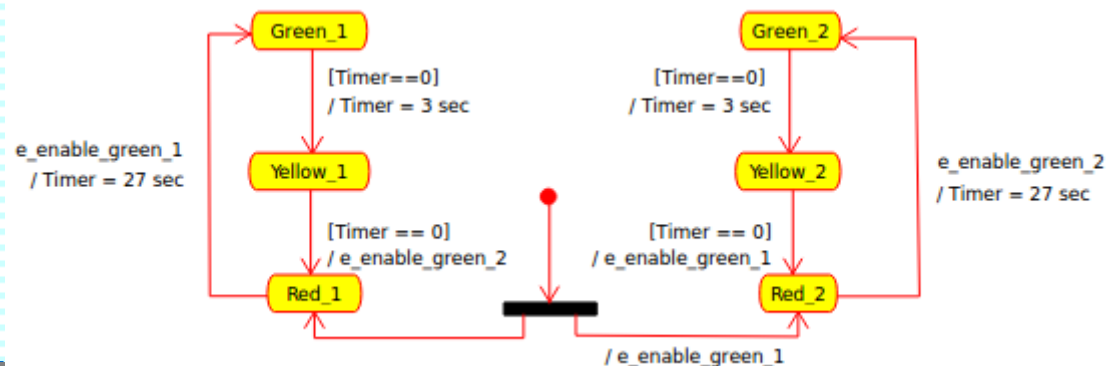 Green_1
Green_2
[Timer==0]
/ Timer = 3 sec
[Timer==0]
/ Timer = 3 sec
e_enable_green_1
/ Timer = 27 sec
Yellow_1
Yellow_2
e_enable_green_2
/ Timer = 27 sec
[Timer == 0]
/ e_enable_green_2
[Timer == 0]
/ e_enable_green_1
Red_1
Red_2
/ e_enable_green_1